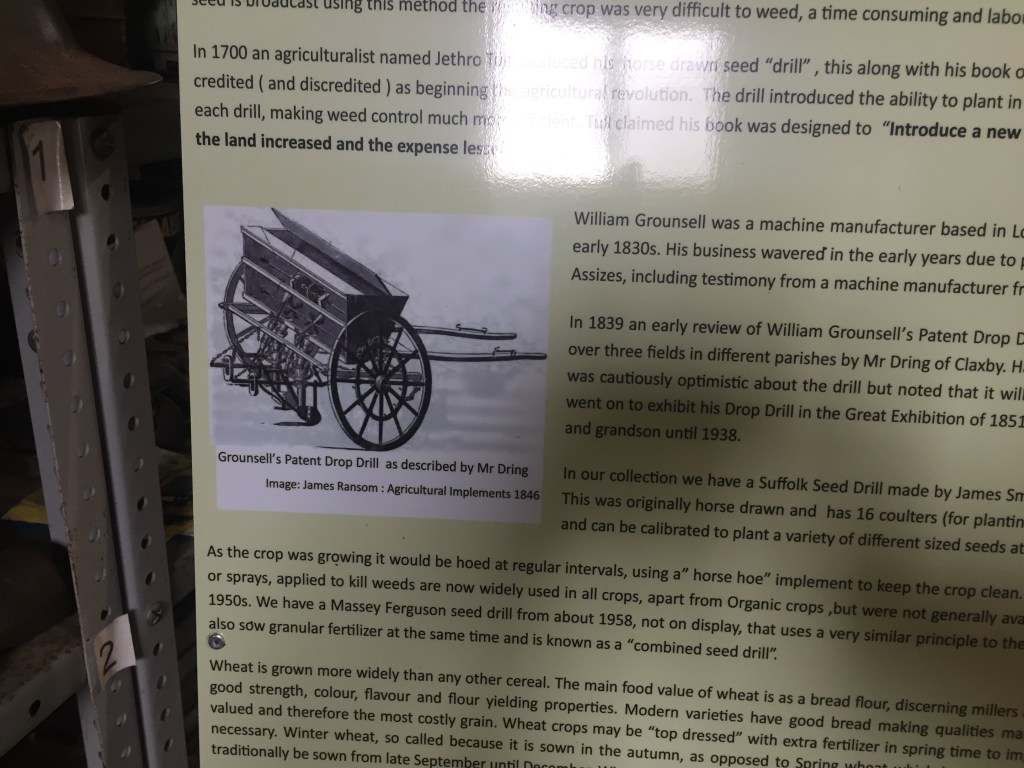 seed is broadcast using this method the ing crop was very difficult to weed, a time consuming and labo
In 1700 an agriculturalist named Jethro Tull produced his horse drawn seed “drill” , this along with his book o
credited ( and discredited ) as beginning the agricultural revolution. The drill introduced the ability to plant in
each drill, making weed control much more efficient. Tull claimed his book was designed to “Introduce a new
the land increased and the expense less
1
William Grounsell was a machine manufacturer based in Lo
early 1830s. His business wavered in the early years due to p
Assizes, including testimony from a machine manufacturer fr
In 1839 an early review of William Grounsell’s Patent Drop D
over three fields in different parishes by Mr Dring of Claxby. H
was cautiously optimistic about the drill but noted that it will
went on to exhibit his Drop Drill in the Great Exhibition of 1851
and grandson until 1938.
Grounsell’s Patent Drop Drill as described by Mr Dring
Image: James Ransom : Agricultural Implements 1846
In our collection we have a Suffolk Seed Drill made by James Sm
This was originally horse drawn and has 16 coulters (for plantin
and can be calibrated to plant a variety of different sized seeds at
As the crop was growing it would be hoed at regular intervals, using a” horse hoe” implement to keep the crop clean.
or sprays, applied to kill weeds are now widely used in all crops, apart from Organic crops ,but were not generally ava
1950s. We have a Massey Ferguson seed drill from about 1958, not on display, that uses a very similar principle to the
also sow granular fertilizer at the same time and is known as a “combined seed drill”.
2
Wheat is grown more widely than any other cereal. The main food value of wheat is as a bread flour, discerning millers
good strength, colour, flavour and flour yielding properties. Modern varieties have good bread making qualities ma
valued and therefore the most costly grain. Wheat crops may be “top dressed” with extra fertilizer in spring time to im
necessary. Winter wheat, so called because it is sown in the autumn, as opposed to Spring wheat which
traditionally be sown from late September until